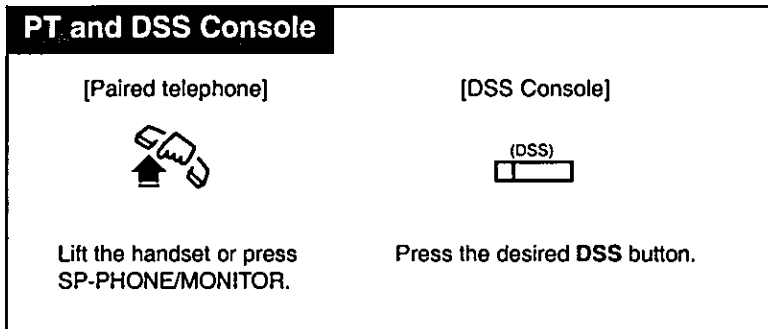 PT and DSS Console
[Paired telephone]
[DSS Console]
(DSS)
Lift the handset or press
SP-PHONE/MONITOR.
Press the desired DSS button.